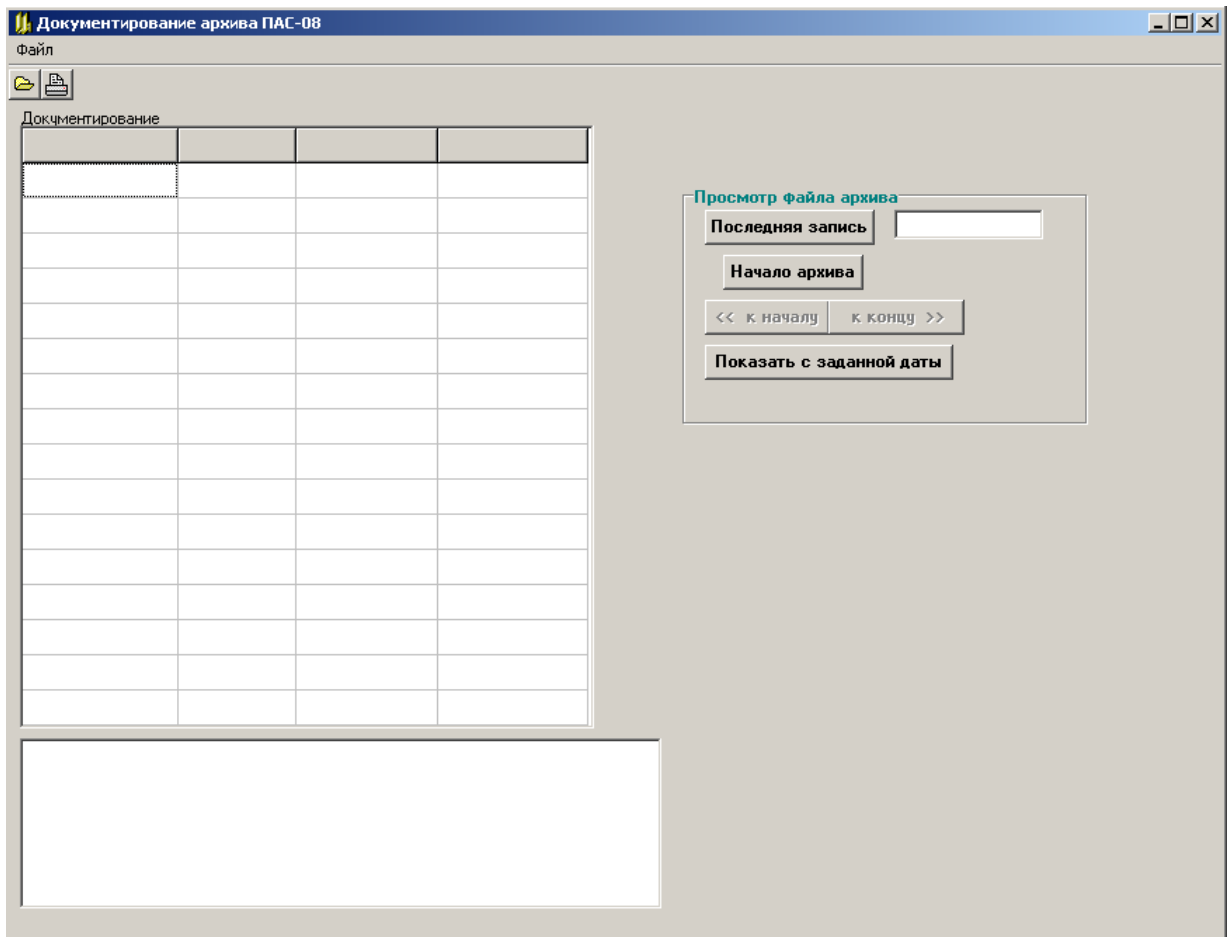 Документирование архива ПАС-08
Файл
Документирование
Просмотр файла архива
Последняя запись
Начало архива
<< к началу к концу >>
Показать с заданной даты